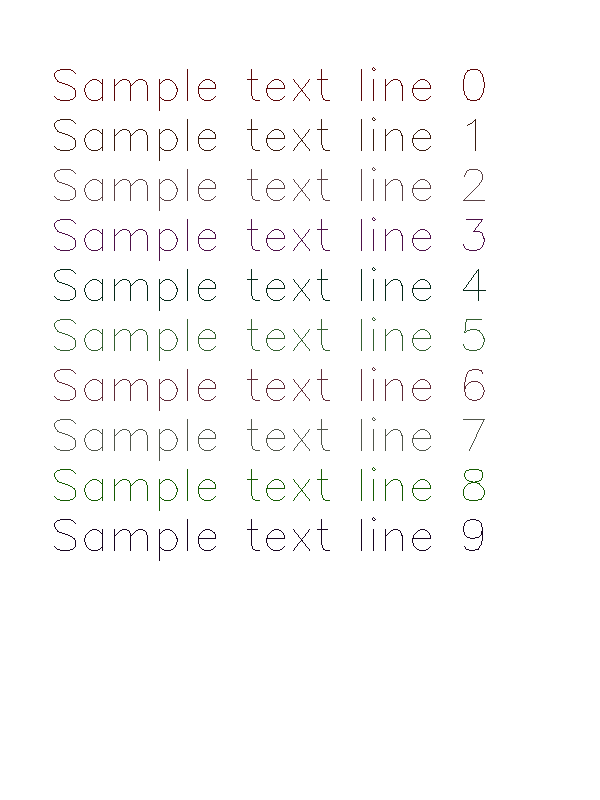 Sample text line 0
Sample text line 1
Sample text line 2
Sample text line 3
Sample text line 4
Sample text line 5
Sample text line 6
Sample text line 7
Sample text line 8
Sample text line 9